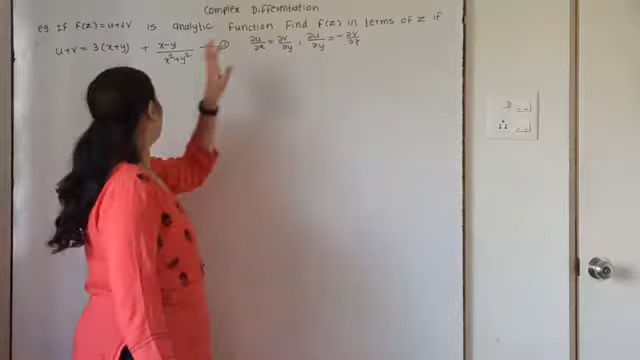 Complex Differentiation
eg. If f(z)=u+iv is analytic function Find f(z) in terms of z if
u+v = 3(x+y) + (x-y)/(x²+y²) — ① ∂u/∂x = ∂v/∂y , ∂u/∂y = -∂v/∂x